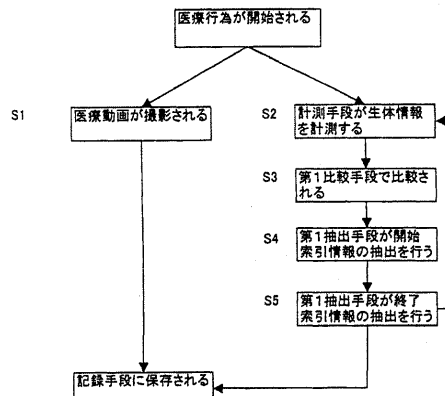 医療行為が開始される
S1
医療動画が撮影される
S2
計測手段が生体情報
を計測する
S3
第1比較手段で比較さ
れる
S4
第1抽出手段が開始
索引情報の抽出を行う
S5
第1抽出手段が終了
索引情報の抽出を行う
記録手段に保存される